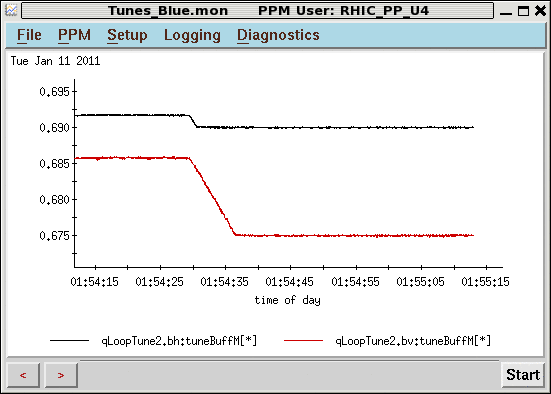 Tunes_Blue.mon PPM User: RHIC_PP_U4
File PPM Setup Logging Diagnostics
Tue Jan 11 2011
0.695
0.690
0.685
0.680
0.675
01:54:15 01:54:25 01:54:35 01:54:45 01:54:55 01:55:05 01:55:15
time of day
qLoopTune2.bh:tuneBuffM[*] qLoopTune2.bv:tuneBuffM[*]
< > Start